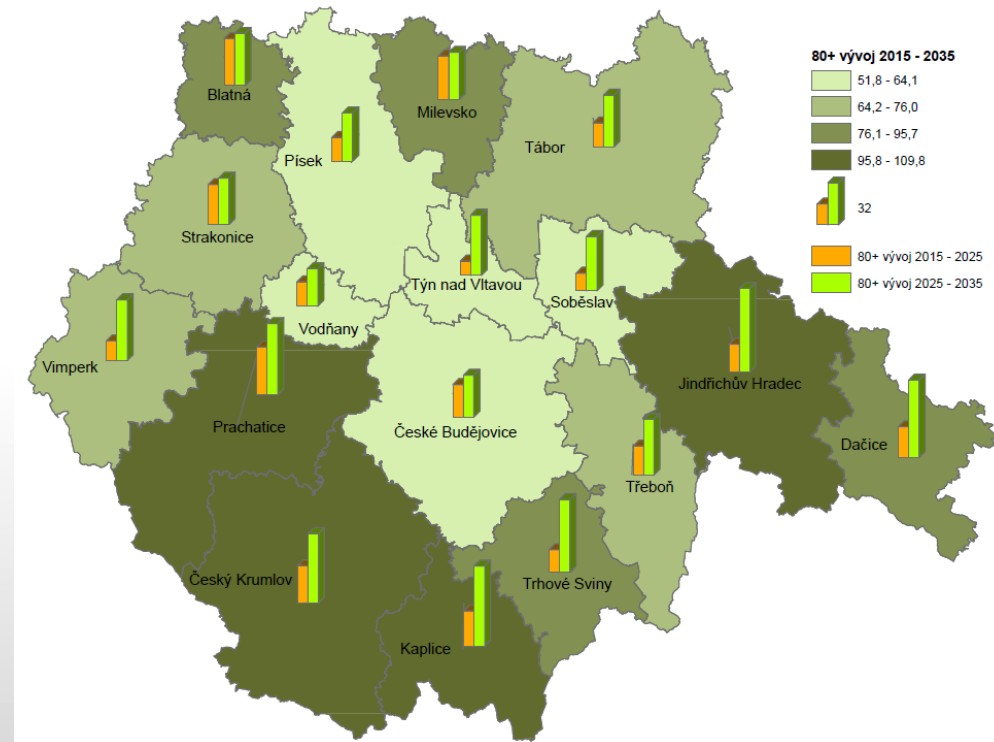 80+ vývoj 2015 - 2035
51,8 - 64,1
64,2 - 76,0
76,1 - 95,7
95,8 - 109,8
32
80+ vývoj 2015 - 2025
80+ vývoj 2025 - 2035
Blatná
Milevsko
Písek
Tábor
Strakonice
Týn nad Vltavou
Soběslav
Vodňany
Vimperk
Jindřichův Hradec
Prachatice
České Budějovice
Dačice
Třeboň
Český Krumlov
Trhové Sviny
Kaplice